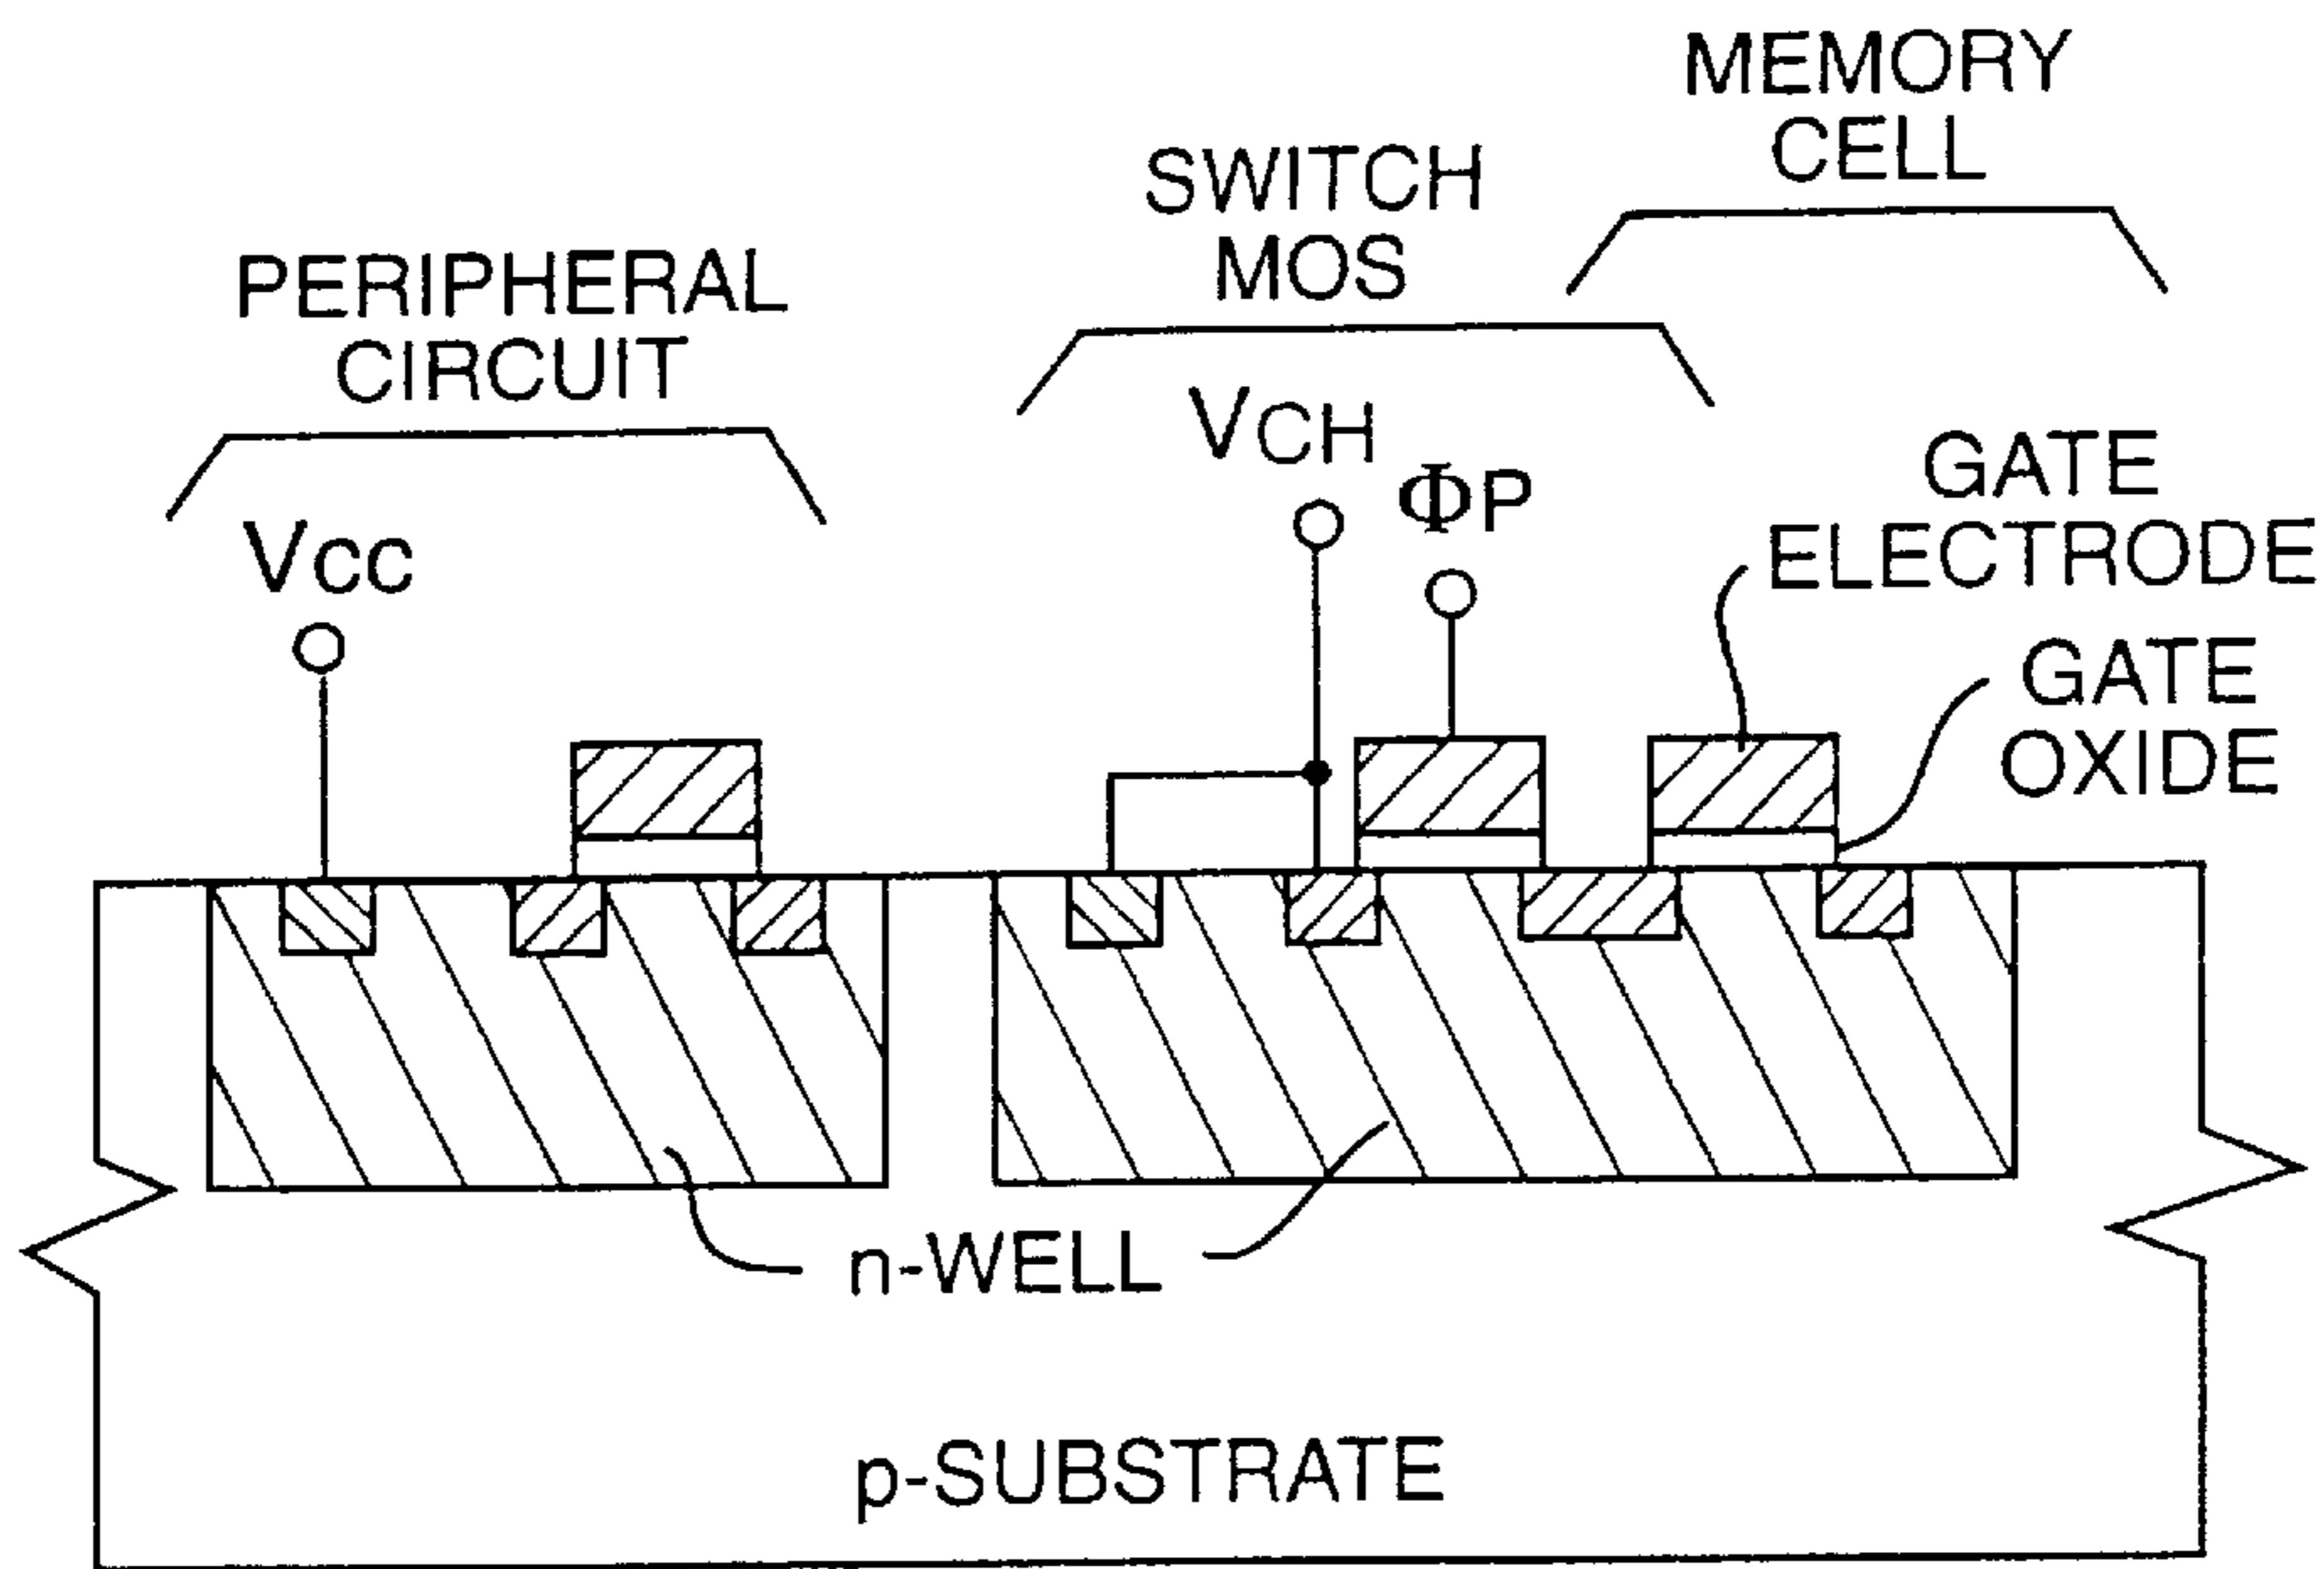 MEMORY
CELL
SWITCH
MOS
PERIPHERAL
CIRCUIT
VCH
ΦP
GATE
ELECTRODE
VCC
GATE
OXIDE
n-WELL
p-SUBSTRATE